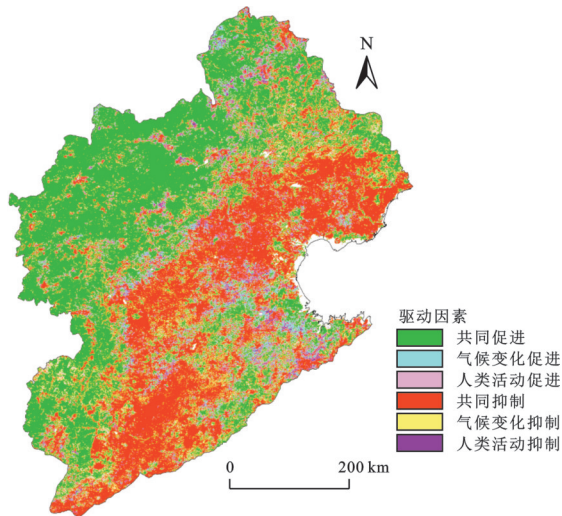 N
驱动因素
共同促进
气候变化促进
人类活动促进
共同抑制
气候变化抑制
人类活动抑制
0 200 km